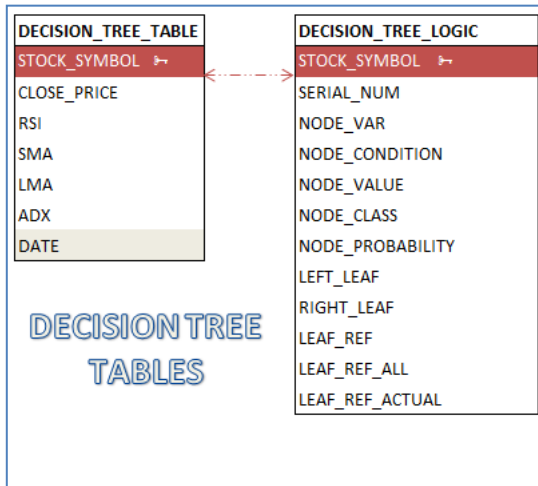 DECISION_TREE_TABLE
STOCK_SYMBOL
CLOSE_PRICE
RSI
SMA
LMA
ADX
DATE
DECISION TREE
TABLES
DECISION_TREE_LOGIC
STOCK_SYMBOL
SERIAL_NUM
NODE_VAR
NODE_CONDITION
NODE_VALUE
NODE_CLASS
NODE_PROBABILITY
LEFT_LEAF
RIGHT_LEAF
LEAF_REF
LEAF_REF_ALL
LEAF_REF_ACTUAL